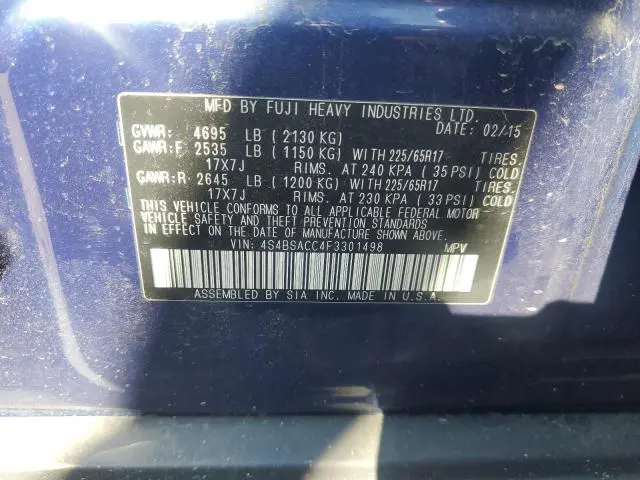 MFD BY FUJI HEAVY INDUSTRIES LTD.
DATE: 02/15
GVWR: 4695 LB (2130 KG)
GAWR:F 2535 LB (1150 KG) WITH 225/65R17 TIRES.
17X7J RIMS. AT 240 KPA (35 PSI) COLD
GAWR:R 2645 LB (1200 KG) WITH 225/65R17 TIRES.
17X7J RIMS. AT 230 KPA (33 PSI) COLD
THIS VEHICLE CONFORMS TO ALL APPLICABLE FEDERAL MOTOR
VEHICLE SAFETY AND THEFT PREVENTION STANDARDS
IN EFFECT ON THE DATE OF MANUFACTURE SHOWN ABOVE.
VIN: 4S4BSACC4F3301498 MPV
ASSEMBLED BY SIA INC. MADE IN U.S.A.